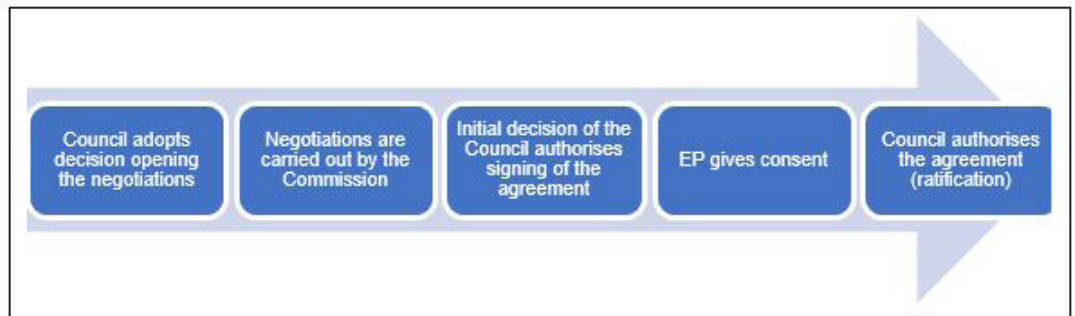 Council adopts
decision opening
the negotiations
Negotiations are
carried out by the
Commission
Initial decision of the
Council authorises
signing of the
agreement
EP gives consent
Council authorises
the agreement
(ratification)